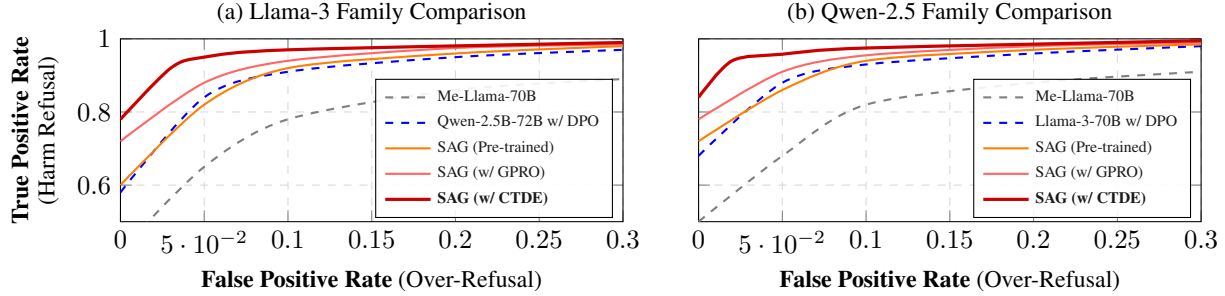 (a) Llama-3 Family Comparison
True Positive Rate
(Harm Refusal)
1
0.8
0.6
0
5 · 10⁻²
0.1
0.15
0.2
0.25
0.3
Me-Llama-70B
Qwen-2.5B-72B w/ DPO
SAG (Pre-trained)
SAG (w/ GPRO)
SAG (w/ CTDE)
False Positive Rate (Over-Refusal)
(b) Qwen-2.5 Family Comparison
0
5 · 10⁻²
0.1
0.15
0.2
0.25
0.3
Me-Llama-70B
Llama-3-70B w/ DPO
SAG (Pre-trained)
SAG (w/ GPRO)
SAG (w/ CTDE)
False Positive Rate (Over-Refusal)